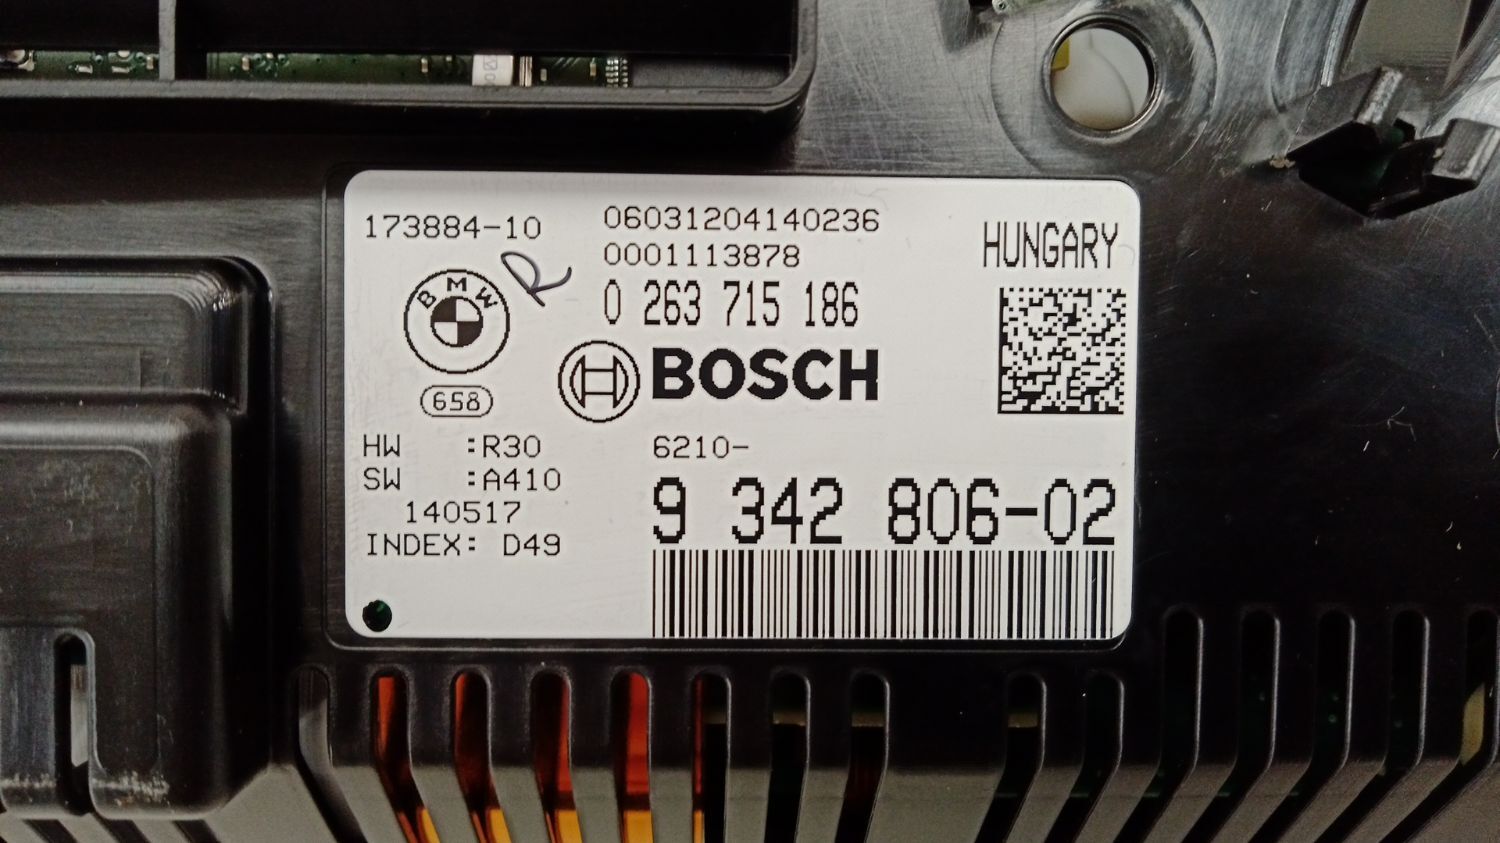 173884-10
06031204140236
0001113878
R
HUNGARY
0 263 715 186
BMW
658
BOSCH
HW :R30
SW :A410
140517
INDEX: D49
6210-
9 342 806-02